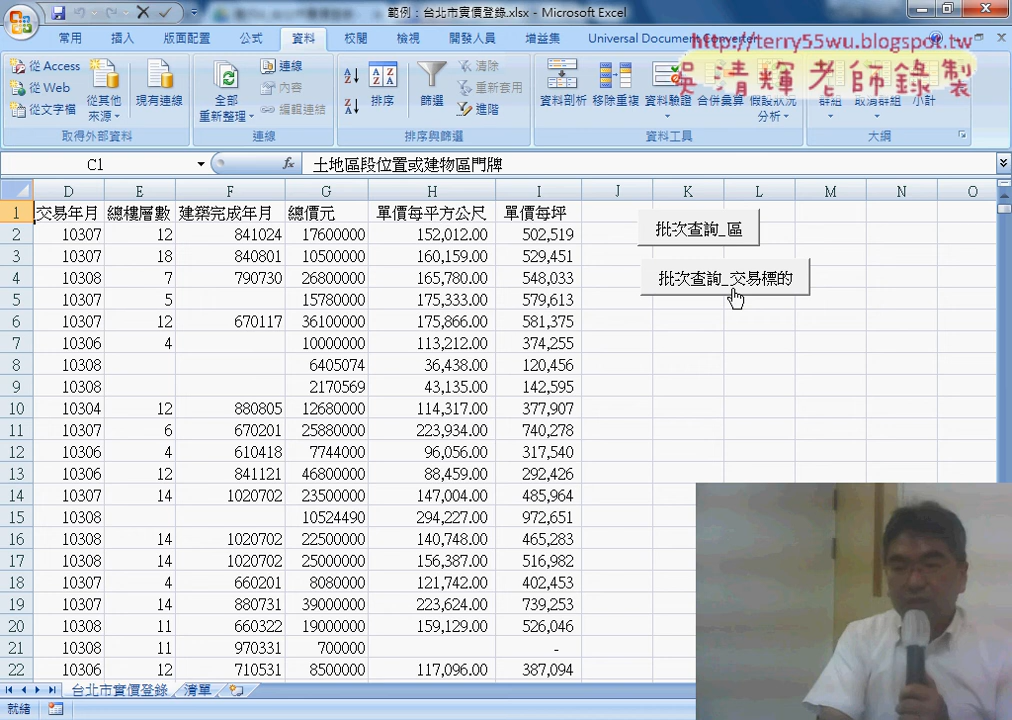 範例：台北市實價登錄.xlsx - Microsoft Excel
常用 插入 版面配置 公式 資料 校閱 檢視 開發人員 增益集 Universal Document Converter
http://terry55wu.blogspot.tw
吳清輝老師錄製
從 Access
從 Web
從文字檔
從其他來源
現有連線
取得外部資料
全部重新整理
連線
內容
編輯連結
連線
排序
篩選
清除
重新套用
進階
排序與篩選
資料剖析 移除重複 資料驗證 合併彙算 假設狀況分析
資料工具
群組 取消群組 小計
大綱
C1 fx 土地區段位置或建物區門牌
D E F G H I J K L M N O
1 交易年月 總樓層數 建築完成年月 總價元 單價每平方公尺 單價每坪
2 10307 12 841024 17600000 152,012.00 502,519
3 10307 18 840801 10500000 160,159.00 529,451
4 10308 7 790730 26800000 165,780.00 548,033
5 10307 5 15780000 175,333.00 579,613
6 10307 12 670117 36100000 175,866.00 581,375
7 10306 4 10000000 113,212.00 374,255
8 10308 6405074 36,438.00 120,456
9 10308 2170569 43,135.00 142,595
10 10304 12 880805 12680000 114,317.00 377,907
11 10307 6 670201 25880000 223,934.00 740,278
12 10306 4 610418 7744000 96,056.00 317,540
13 10306 12 841121 46800000 88,459.00 292,426
14 10307 14 1020702 23500000 147,004.00 485,964
15 10308 10524490 294,227.00 972,651
16 10308 14 1020702 22500000 140,748.00 465,283
17 10308 14 1020702 25000000 156,387.00 516,982
18 10307 4 660201 8080000 121,742.00 402,453
19 10307 14 880731 39000000 223,624.00 739,253
20 10308 11 660322 19000000 159,129.00 526,046
21 10308 11 970331 700000 -
22 10306 12 710531 8500000 117,096.00 387,094
批次查詢_區
批次查詢_交易標的
台北市實價登錄 清單
就緒